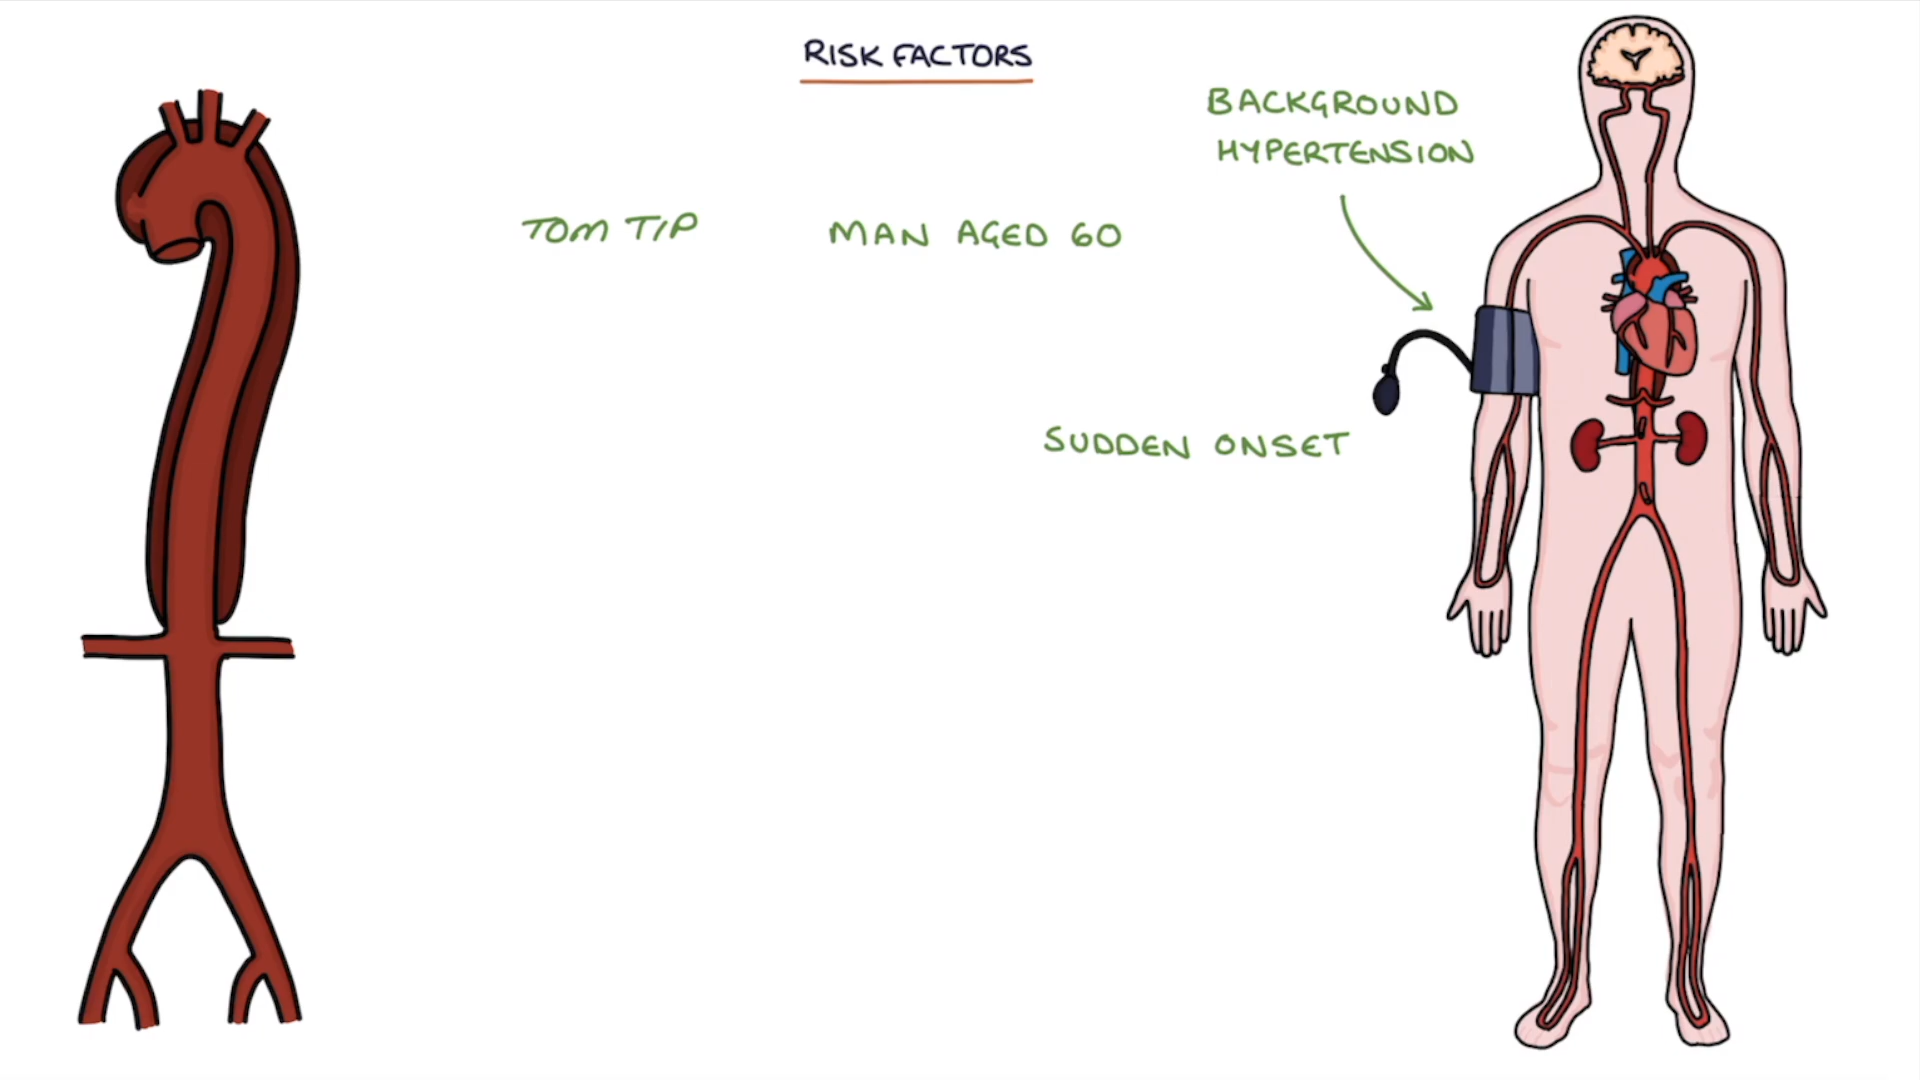 RISK FACTORS
BACKGROUND
HYPERTENSION
TOM TIP
MAN AGED 60
SUDDEN ONSET